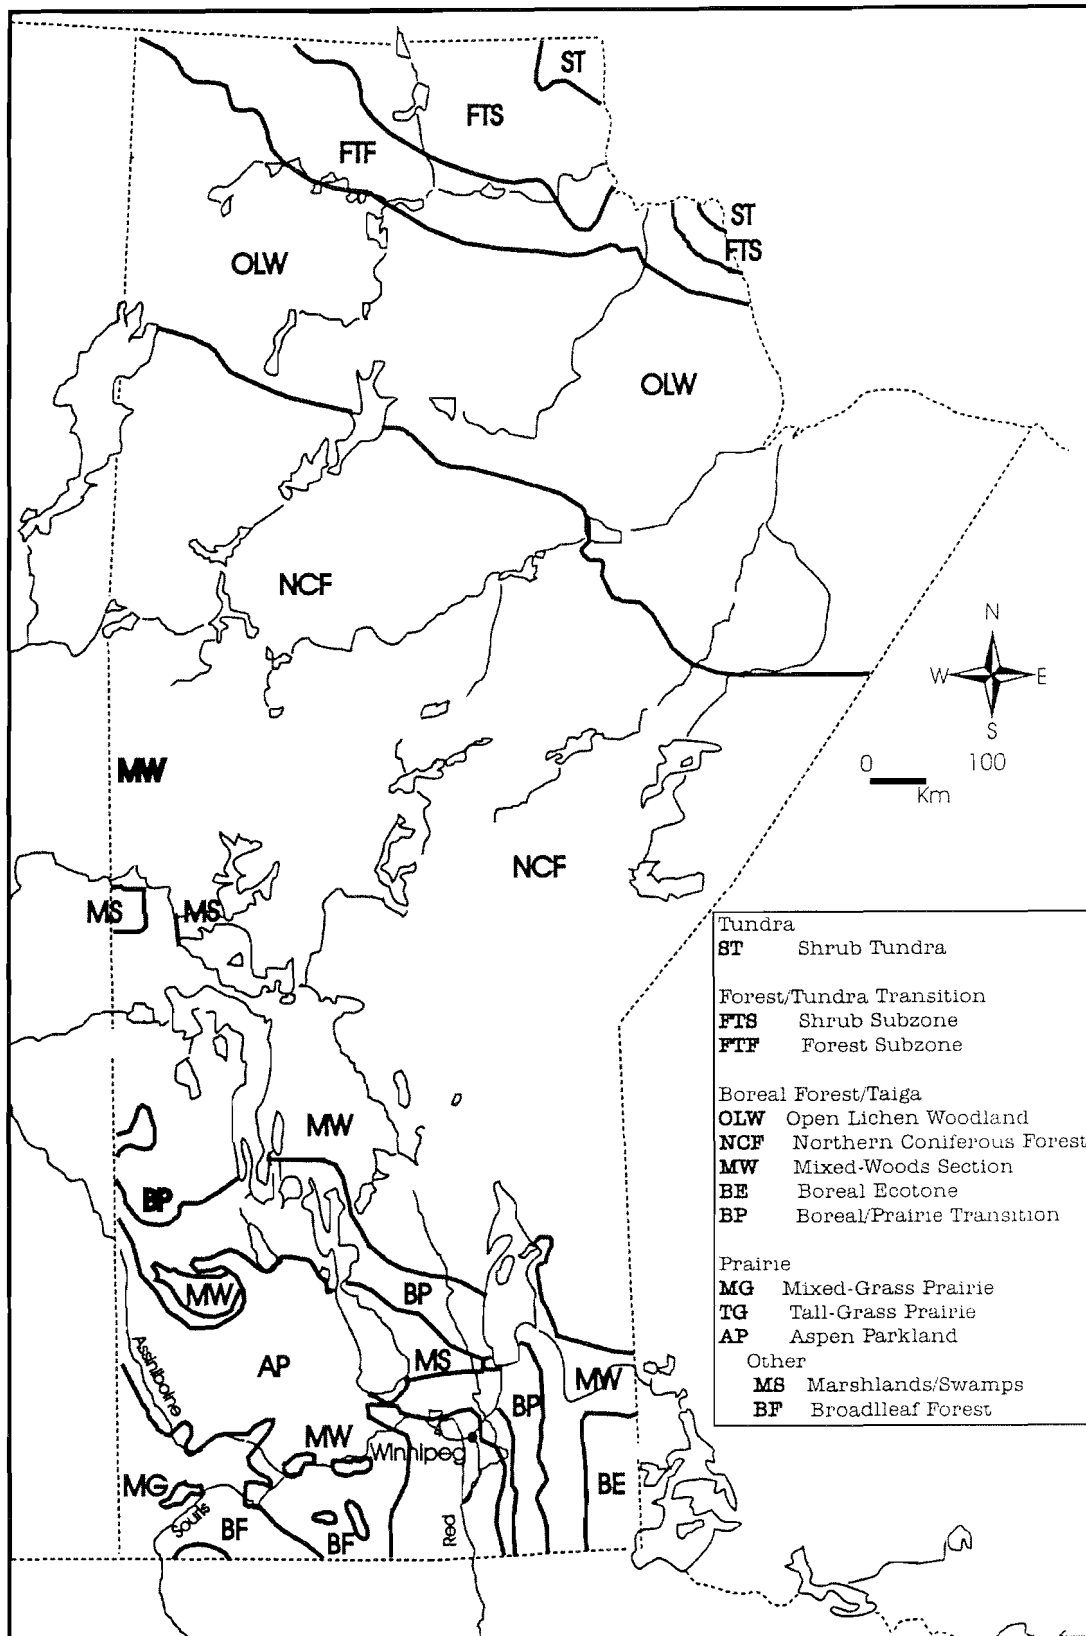 ST
FTS
FTF
ST
FTS
OLW
OLW
NCF
N
W E
S
0 100
Km
MW
NCF
MS MS
Tundra
ST Shrub Tundra
Forest/Tundra Transition
FTS Shrub Subzone
FTF Forest Subzone
Boreal Forest/Taiga
OLW Open Lichen Woodland
NCF Northern Coniferous Forest
MW Mixed-Woods Section
BE Boreal Ecotone
BP Boreal/Prairie Transition
Prairie
MG Mixed-Grass Prairie
TG Tall-Grass Prairie
AP Aspen Parkland
Other
MS Marshlands/Swamps
BF Broadlleaf Forest
MW
BP
MW
BP
Assiniboine
AP
MS
MW
BP
MW
Winnipeg
MG
BE
Souris
BF
BF
Red